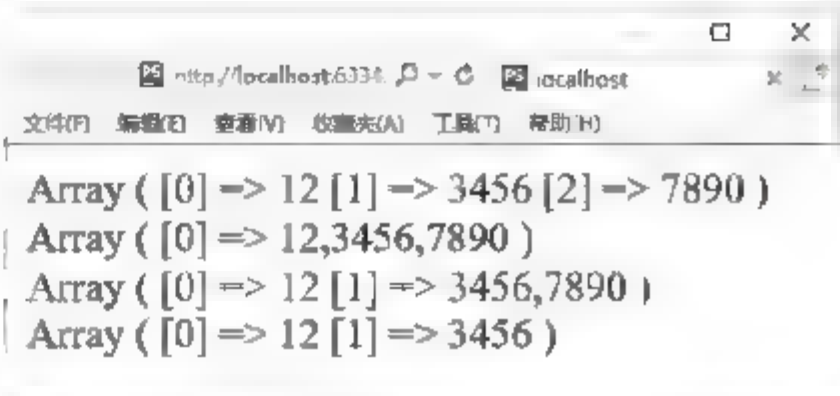 http://localhost:6334 localhost
文件(F) 编辑(E) 查看(V) 收藏夹(A) 工具(T) 帮助(H)
Array ( [0] => 12 [1] => 3456 [2] => 7890 )
Array ( [0] => 12,3456,7890 )
Array ( [0] => 12 [1] => 3456,7890 )
Array ( [0] => 12 [1] => 3456 )